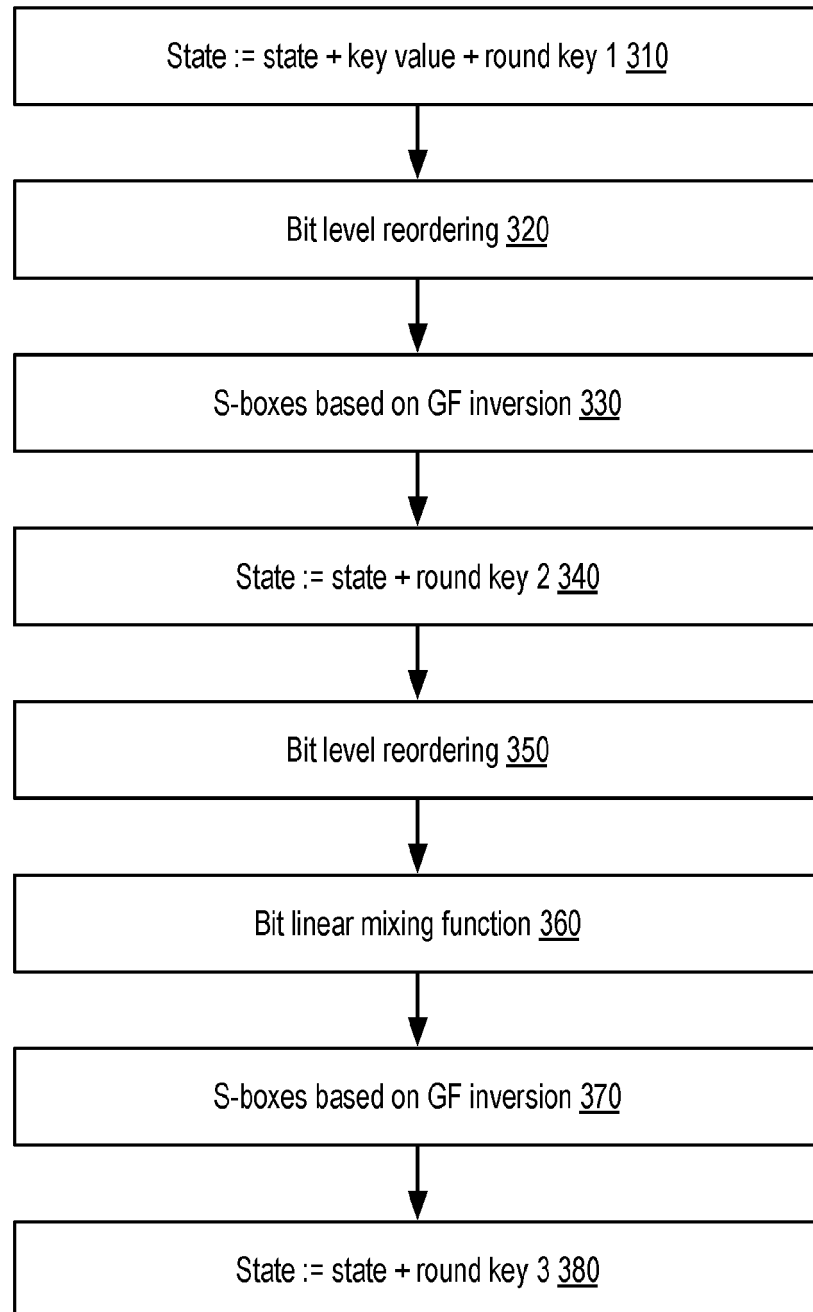 State := state + key value + round key 1 310
Bit level reordering 320
S-boxes based on GF inversion 330
State := state + round key 2 340
Bit level reordering 350
Bit linear mixing function 360
S-boxes based on GF inversion 370
State := state + round key 3 380